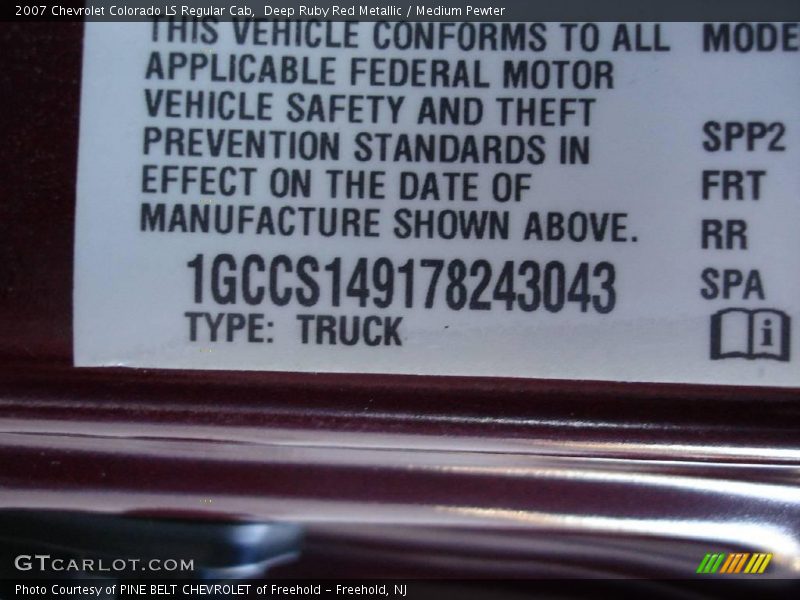 2007 Chevrolet Colorado LS Regular Cab,  Deep Ruby Red Metallic / Medium Pewter
THIS VEHICLE CONFORMS TO ALL
APPLICABLE FEDERAL MOTOR
VEHICLE SAFETY AND THEFT
PREVENTION STANDARDS IN
EFFECT ON THE DATE OF
MANUFACTURE SHOWN ABOVE.
1GCCS149178243043
TYPE: TRUCK
MODE
SPP2
FRT
RR
SPA
i
GTCARLOT.COM
Photo Courtesy of PINE BELT CHEVROLET of Freehold - Freehold, NJ